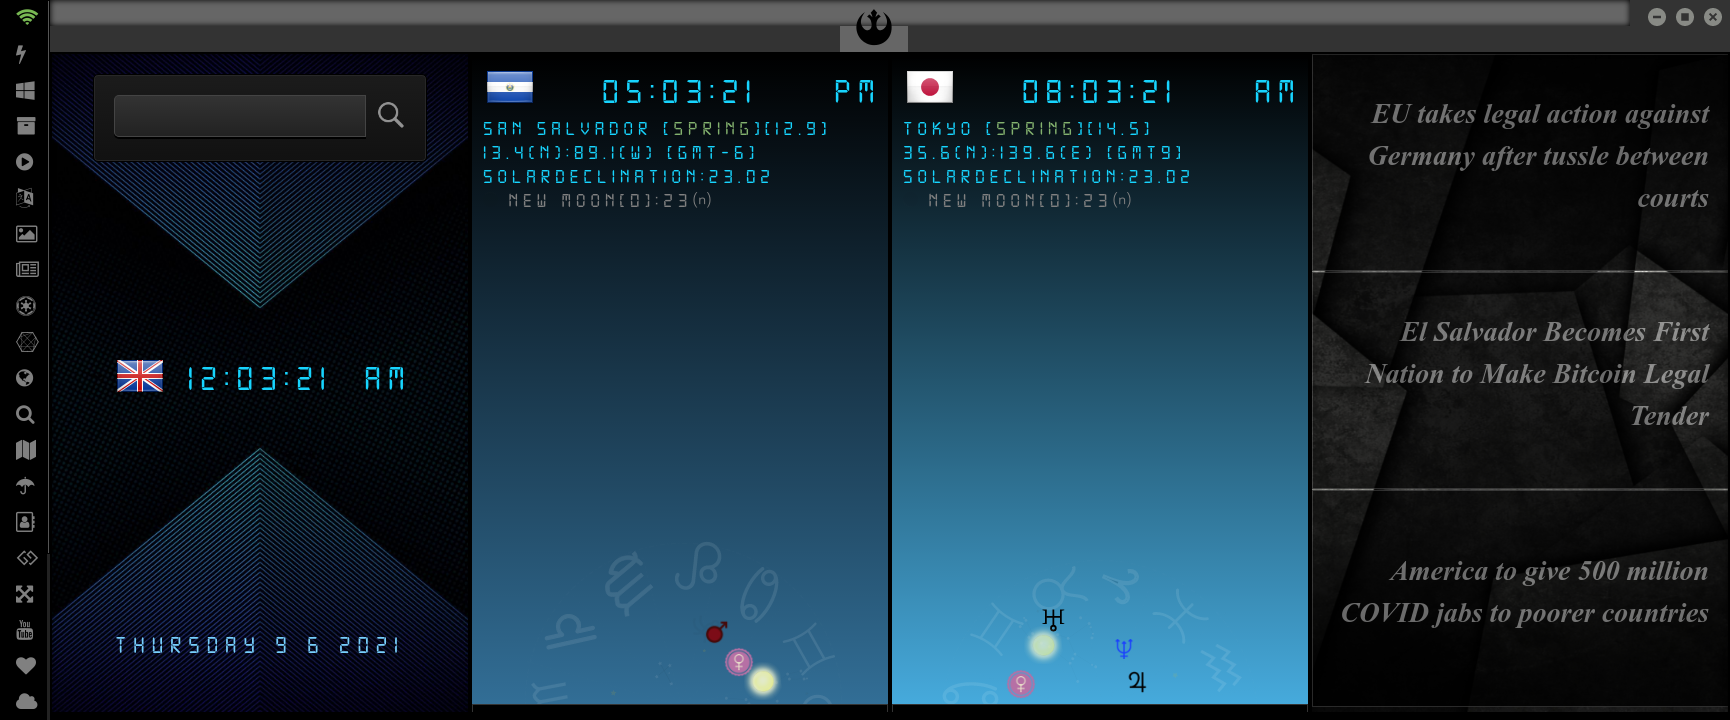 12:03:21 AM
THURSDAY 9 6 2021
05:03:21 PM
SAN SALVADOR [SPRING][12.9]
13.4(N):89.1(W) [GMT-6]
SOLARDECLINATION:23.02
NEW MOON[0]:23(n)
08:03:21 AM
TOKYO [SPRING][14.5]
35.6(N):139.6(E) [GMT9]
SOLARDECLINATION:23.02
NEW MOON[0]:23(n)
EU takes legal action against
Germany after tussle between
courts
El Salvador Becomes First
Nation to Make Bitcoin Legal
Tender
America to give 500 million
COVID jabs to poorer countries
You
Tube